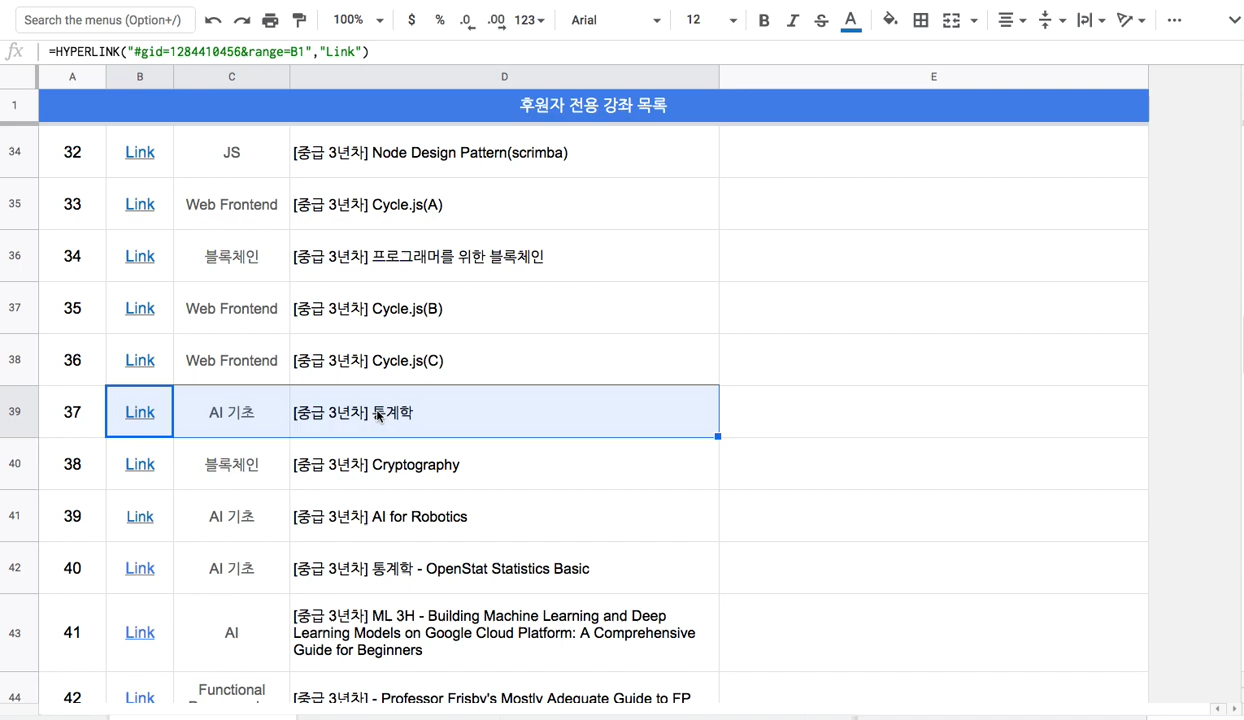 Search the menus (Option+/)
100%
$
%
.0
.00
123
Arial
12
B
I
S
A
fx
=HYPERLINK("#gid=1284410456&range=B1","Link")
A B C D E
1 후원자 전용 강좌 목록
34 32 Link JS [중급 3년차] Node Design Pattern(scrimba)
35 33 Link Web Frontend [중급 3년차] Cycle.js(A)
36 34 Link 블록체인 [중급 3년차] 프로그래머를 위한 블록체인
37 35 Link Web Frontend [중급 3년차] Cycle.js(B)
38 36 Link Web Frontend [중급 3년차] Cycle.js(C)
39 37 Link AI 기초 [중급 3년차] 통계학
40 38 Link 블록체인 [중급 3년차] Cryptography
41 39 Link AI 기초 [중급 3년차] AI for Robotics
42 40 Link AI 기초 [중급 3년차] 통계학 - OpenStat Statistics Basic
43 41 Link AI [중급 3년차] ML 3H - Building Machine Learning and Deep
Learning Models on Google Cloud Platform: A Comprehensive
Guide for Beginners
44 42 Link Functional [중급 3년차] - Professor Frisby's Mostly Adequate Guide to FP